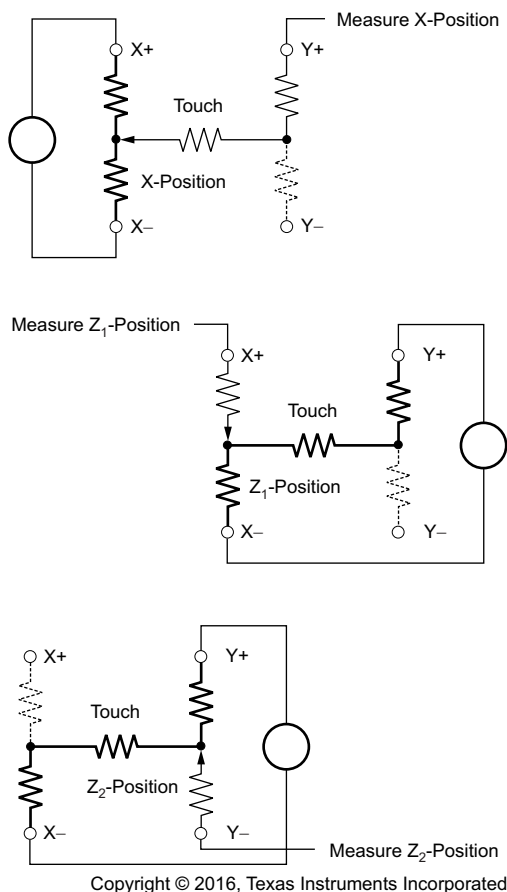 Measure X-Position
X+
Y+
Touch
X-Position
X–
Y–
Measure Z₁-Position
X+
Y+
Touch
Z₁-Position
X–
Y–
X+
Y+
Touch
Z₂-Position
X–
Y–
Measure Z₂-Position
Copyright © 2016, Texas Instruments Incorporated